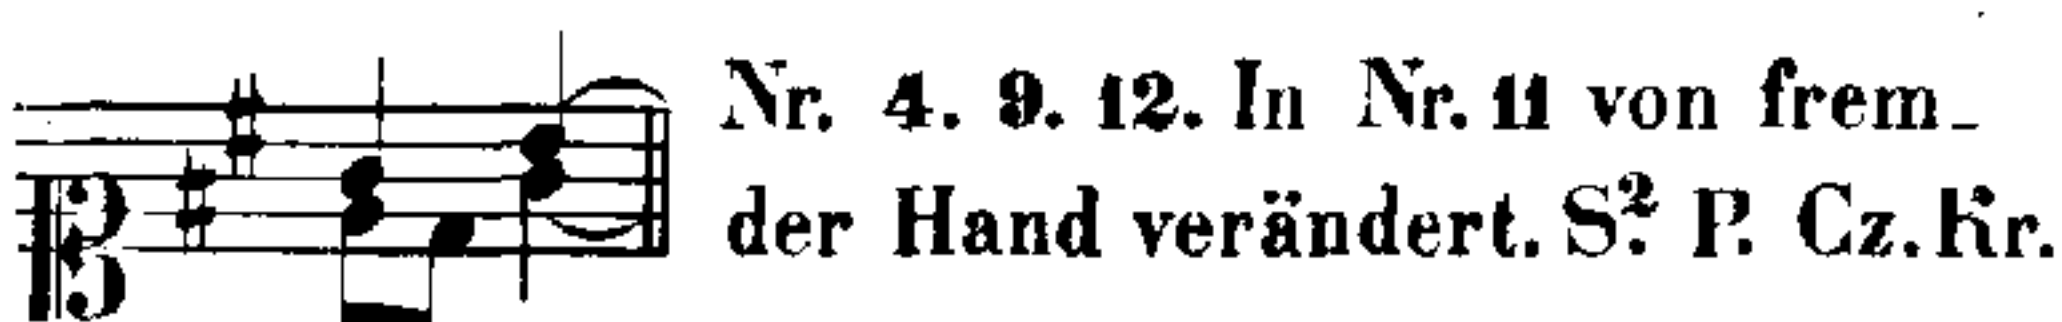 Nr. 4. 9. 12. In Nr. 11 von frem-
der Hand verändert. S². P. Cz. Kr.